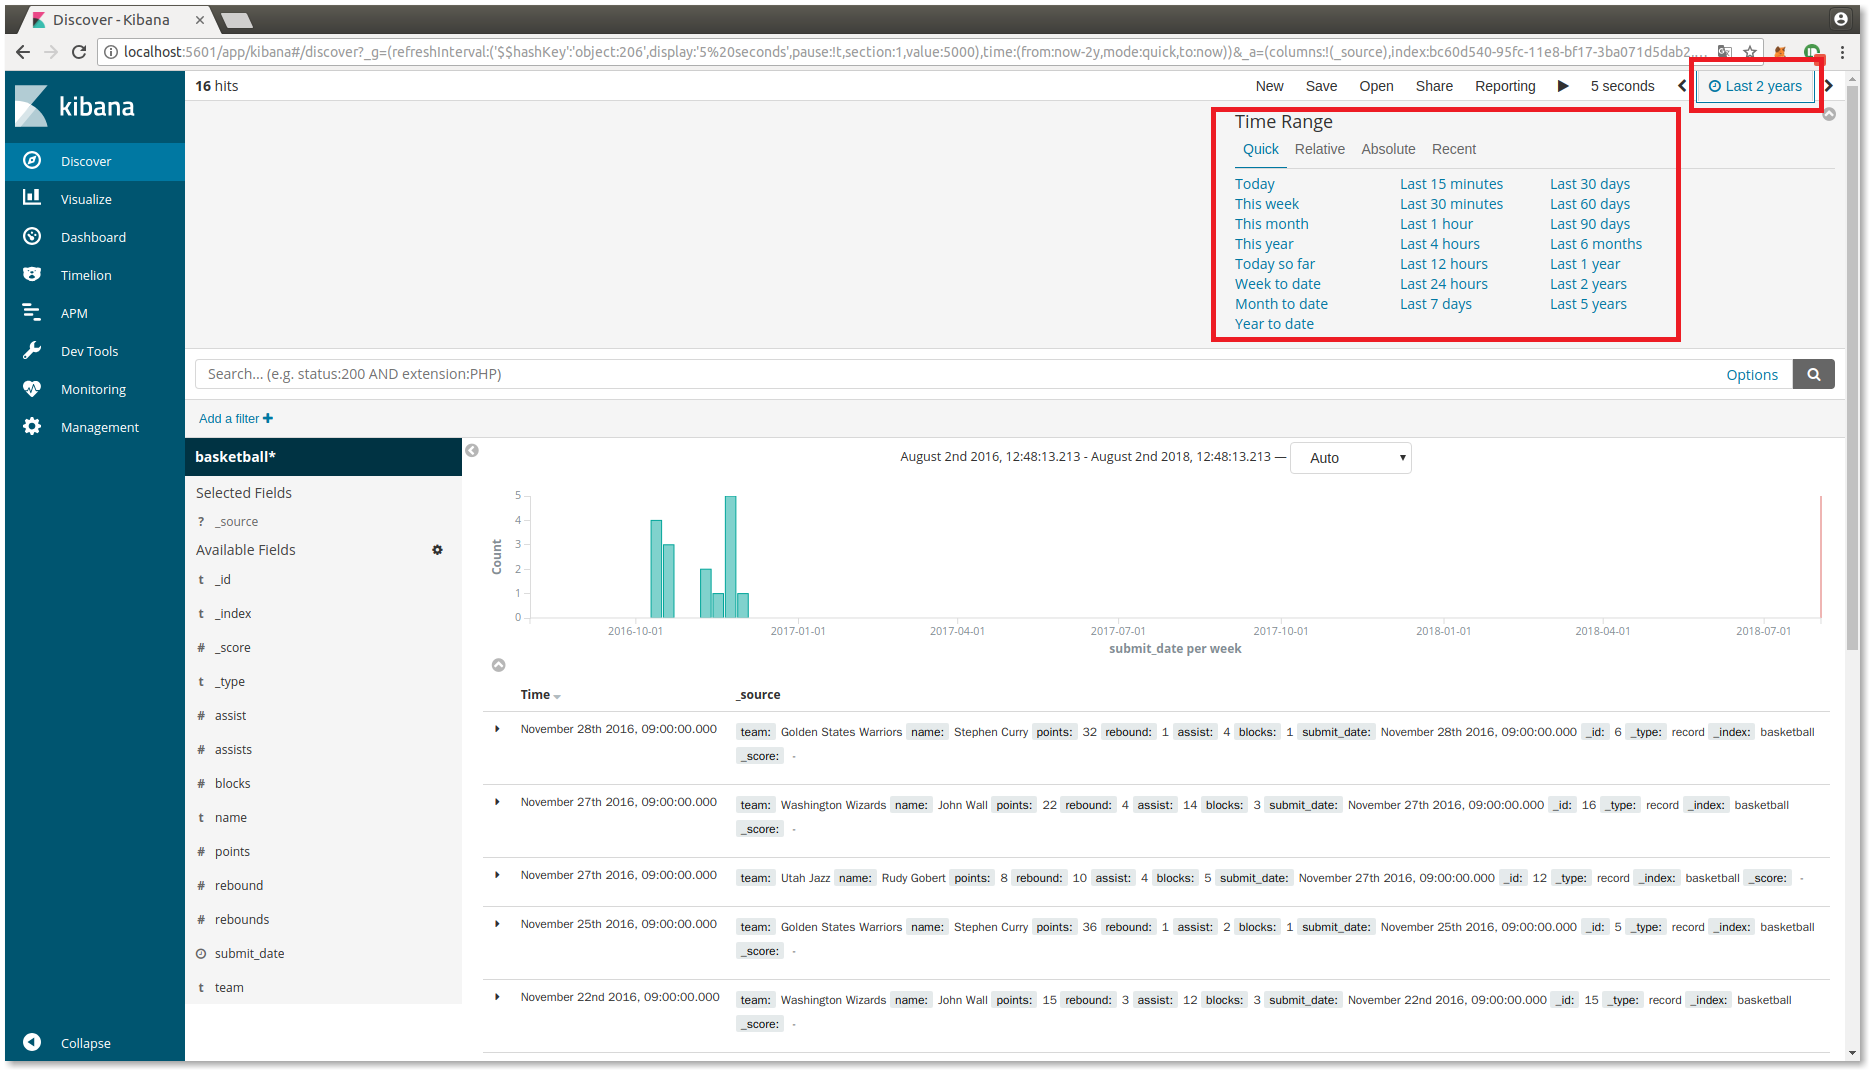 Discover - Kibana
localhost:5601/app/kibana#/discover?_g=(refreshInterval:('$$hashKey':'object:206',display:'5%20seconds',pause:!t,section:1,value:5000),time:(from:now-2y,mode:quick,to:now))&_a=(columns:!(_source),index:bc60d540-95fc-11e8-bf17-3ba071d5dab2,...
kibana
Discover
Visualize
Dashboard
Timelion
APM
Dev Tools
Monitoring
Management
Collapse
16 hits
New Save Open Share Reporting 5 seconds Last 2 years
Time Range
Quick Relative Absolute Recent
Today Last 15 minutes Last 30 days
This week Last 30 minutes Last 60 days
This month Last 1 hour Last 90 days
This year Last 4 hours Last 6 months
Today so far Last 12 hours Last 1 year
Week to date Last 24 hours Last 2 years
Month to date Last 7 days Last 5 years
Year to date
Search... (e.g. status:200 AND extension:PHP) Options
Add a filter +
basketball*
Selected Fields
? _source
Available Fields
t _id
t _index
# _score
t _type
# assist
# assists
# blocks
t name
# points
# rebound
# rebounds
submit_date
t team
August 2nd 2016, 12:48:13.213 - August 2nd 2018, 12:48:13.213 — Auto
Count
5
4
3
2
1
0
2016-10-01 2017-01-01 2017-04-01 2017-07-01 2017-10-01 2018-01-01 2018-04-01 2018-07-01
submit_date per week
Time _source
November 28th 2016, 09:00:00.000 team: Golden States Warriors name: Stephen Curry points: 32 rebound: 1 assist: 4 blocks: 1 submit_date: November 28th 2016, 09:00:00.000 _id: 6 _type: record _index: basketball
_score: -
November 27th 2016, 09:00:00.000 team: Washington Wizards name: John Wall points: 22 rebound: 4 assist: 14 blocks: 3 submit_date: November 27th 2016, 09:00:00.000 _id: 16 _type: record _index: basketball
_score: -
November 27th 2016, 09:00:00.000 team: Utah Jazz name: Rudy Gobert points: 8 rebound: 10 assist: 4 blocks: 5 submit_date: November 27th 2016, 09:00:00.000 _id: 12 _type: record _index: basketball _score: -
November 25th 2016, 09:00:00.000 team: Golden States Warriors name: Stephen Curry points: 36 rebound: 1 assist: 2 blocks: 1 submit_date: November 25th 2016, 09:00:00.000 _id: 5 _type: record _index: basketball
_score: -
November 22nd 2016, 09:00:00.000 team: Washington Wizards name: John Wall points: 15 rebound: 3 assist: 12 blocks: 3 submit_date: November 22nd 2016, 09:00:00.000 _id: 15 _type: record _index: basketball
_score: -